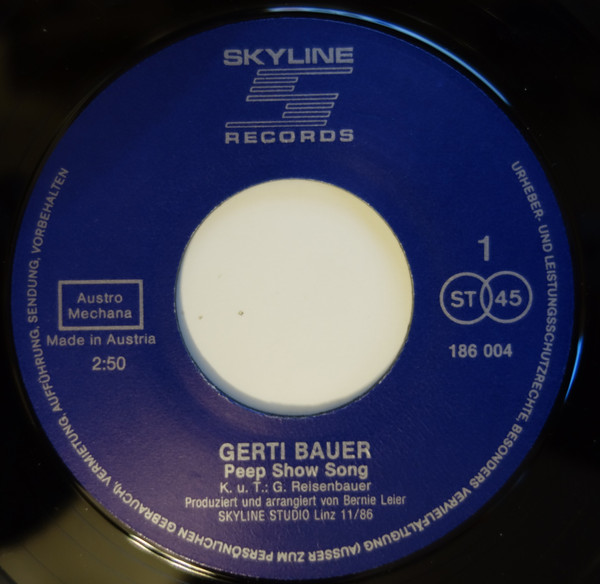 SKYLINE
RECORDS
1
ST 45
186 004
Austro
Mechana
Made in Austria
2:50
GERTI BAUER
Peep Show Song
K. u. T.: G. Reisenbauer
Produziert und arrangiert von Bernie Leier
SKYLINE STUDIO Linz 11/86
URHEBER- UND LEISTUNGSSCHUTZRECHTE, BESONDERS VERVIELFÄLTIGUNG (AUSSER ZUM PERSÖNLICHEN GEBRAUCH), VERMIETUNG, AUFFÜHRUNG, SENDUNG, VORBEHALTEN